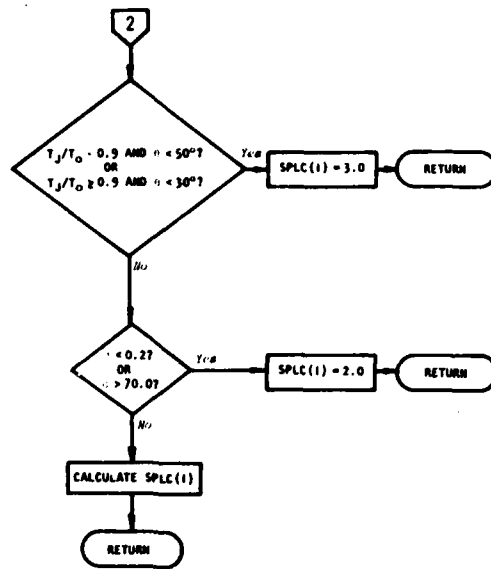 2
T_J/T_O - 0.9 AND θ < 50°?
OR
T_J/T_O ≥ 0.9 AND θ < 30°?
Yes
SPLC(I) = 3.0
RETURN
No
< 0.2?
OR
> 70.0?
Yes
SPLC(I) = 2.0
RETURN
No
CALCULATE SPLC(I)
RETURN